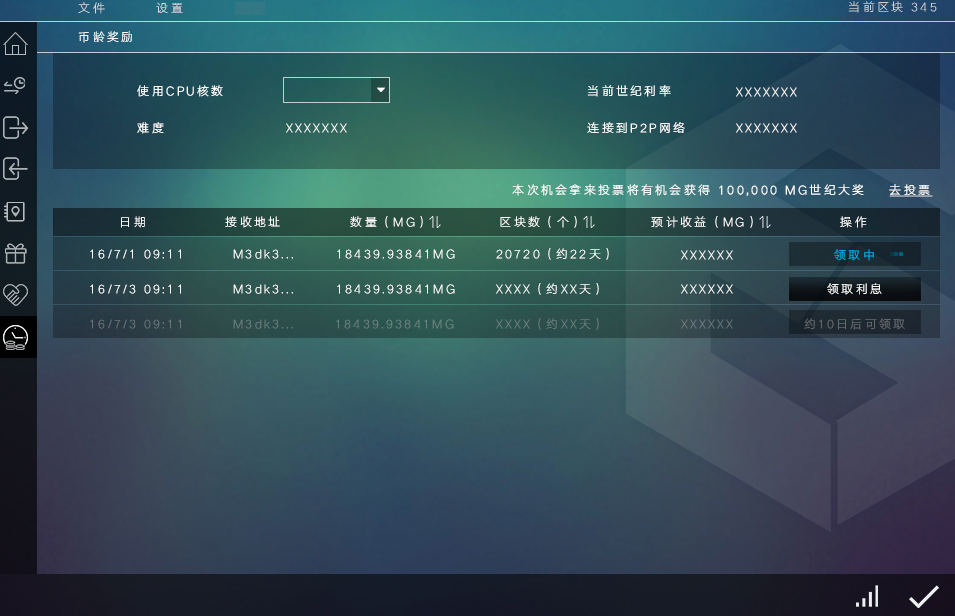 文件 设置 当前区块 345
币龄奖励
使用CPU核数 当前世纪利率 XXXXXXX
难度 XXXXXXX 连接到P2P网络 XXXXXXX
本次机会拿来投票将有机会获得 100,000 MG世纪大奖 去投票
日期 接收地址 数量(MG) 区块数(个) 预计收益(MG) 操作
16/7/1 09:11 M3dk3... 18439.93841MG 20720(约22天) XXXXXX 领取中
16/7/3 09:11 M3dk3... 18439.93841MG XXXX(约XX天) XXXXXX 领取利息
16/7/3 09:11 M3dk3... 18439.93841MG XXXX(约XX天) XXXXXX 约10日后可领取